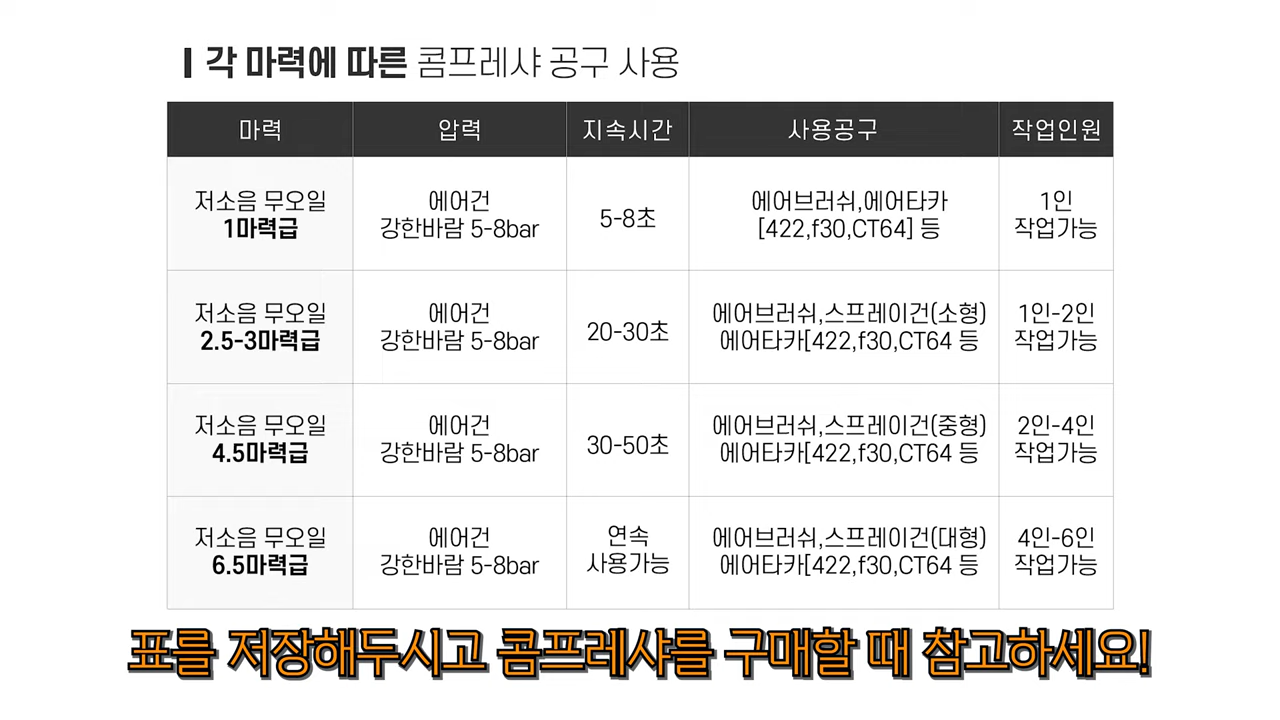 각 마력에 따른 콤프레샤 공구 사용
마력 압력 지속시간 사용공구 작업인원
저소음 무오일
1마력급
에어건
강한바람 5-8bar
5-8초
에어브러쉬,에어타카
[422,f30,CT64] 등
1인
작업가능
저소음 무오일
2.5-3마력급
에어건
강한바람 5-8bar
20-30초
에어브러쉬,스프레이건(소형)
에어타카[422,f30,CT64 등
1인-2인
작업가능
저소음 무오일
4.5마력급
에어건
강한바람 5-8bar
30-50초
에어브러쉬,스프레이건(중형)
에어타카[422,f30,CT64 등
2인-4인
작업가능
저소음 무오일
6.5마력급
에어건
강한바람 5-8bar
연속
사용가능
에어브러쉬,스프레이건(대형)
에어타카[422,f30,CT64 등
4인-6인
작업가능
표를 저장해두시고 콤프레샤를 구매할 때 참고하세요!